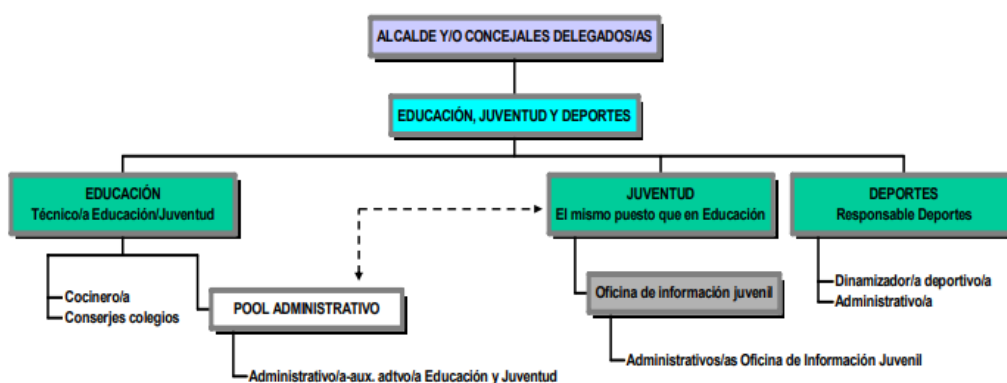 ALCALDE Y/O CONCEJALES DELEGADOS/AS
EDUCACIÓN, JUVENTUD Y DEPORTES
EDUCACIÓN
Técnico/a Educación/Juventud
JUVENTUD
El mismo puesto que en Educación
DEPORTES
Responsable Deportes
Cocinero/a
Conserjes colegios
POOL ADMINISTRATIVO
Administrativo/a-aux. adtvo/a Educación y Juventud
Oficina de información juvenil
Administrativos/as Oficina de Información Juvenil
Dinamizador/a deportivo/a
Administrativo/a